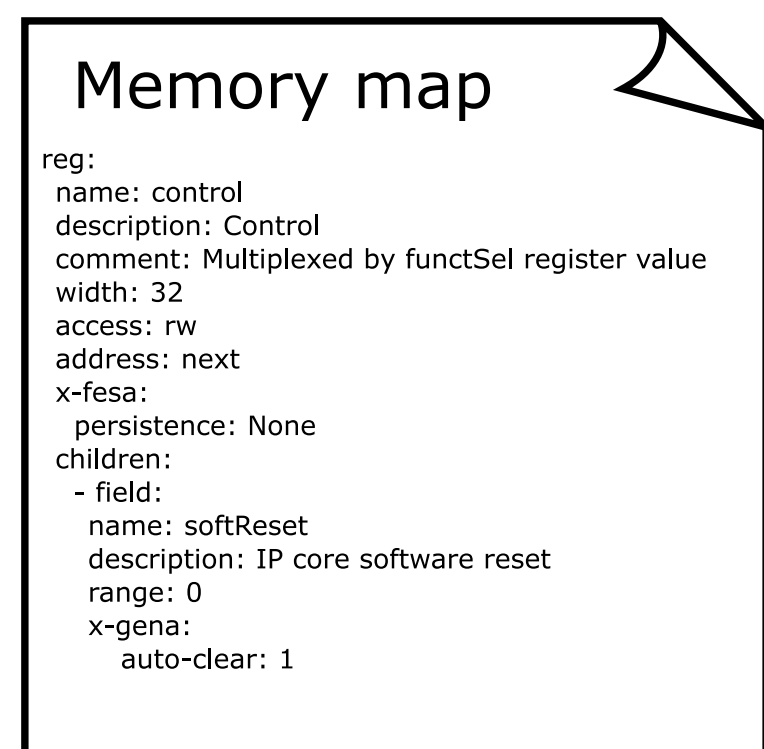 Memory map
reg:
name: control
description: Control
comment: Multiplexed by functSel register value
width: 32
access: rw
address: next
x-fesa:
persistence: None
children:
- field:
name: softReset
description: IP core software reset
range: 0
x-gena:
auto-clear: 1